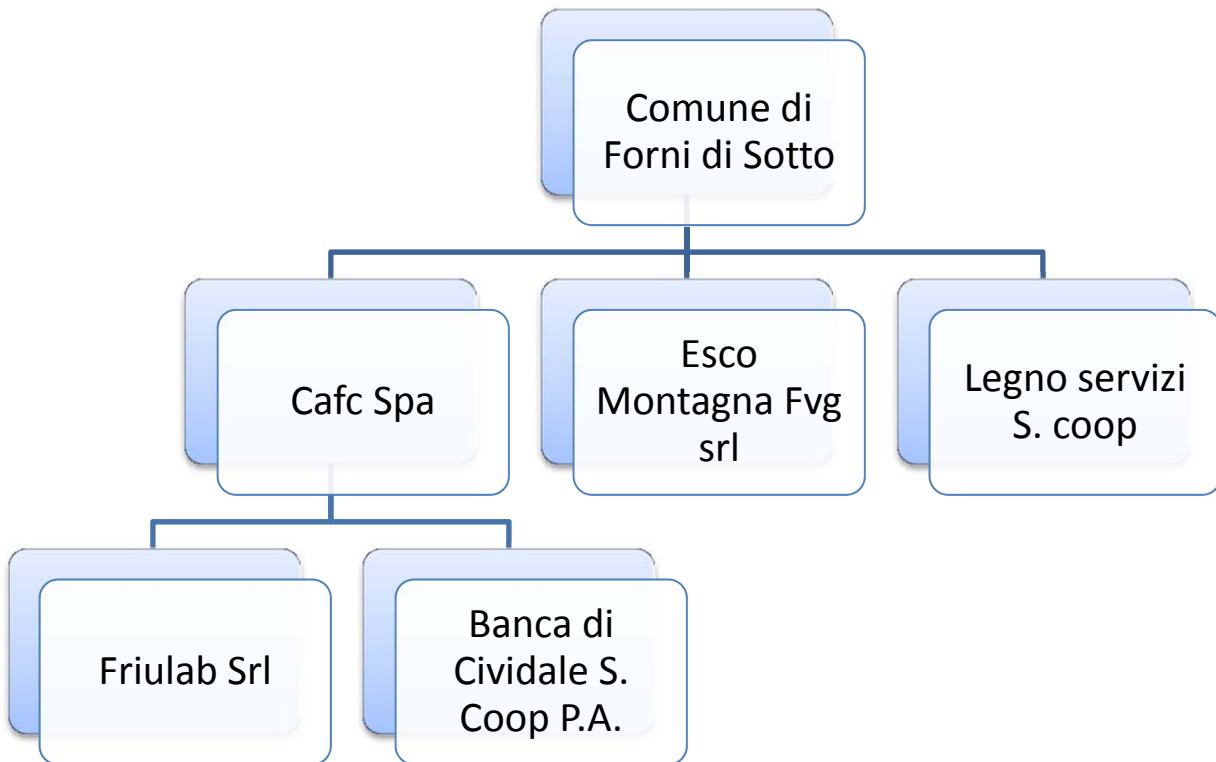 Comune di
Forni di Sotto
Cafc Spa
Esco
Montagna Fvg
srl
Legno servizi
S. coop
Friulab Srl
Banca di
Cividale S.
Coop P.A.